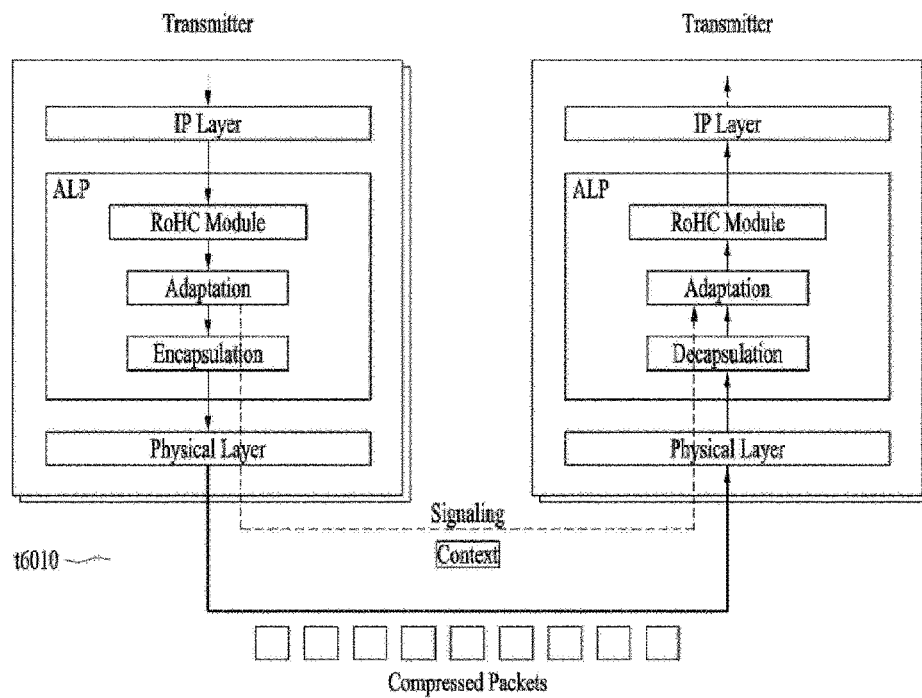 Transmitter
IP Layer
ALP
RoHC Module
Adaptation
Encapsulation
Physical Layer
Transmitter
IP Layer
ALP
RoHC Module
Adaptation
Decapsulation
Physical Layer
Signaling
Context
t6010
Compressed Packets